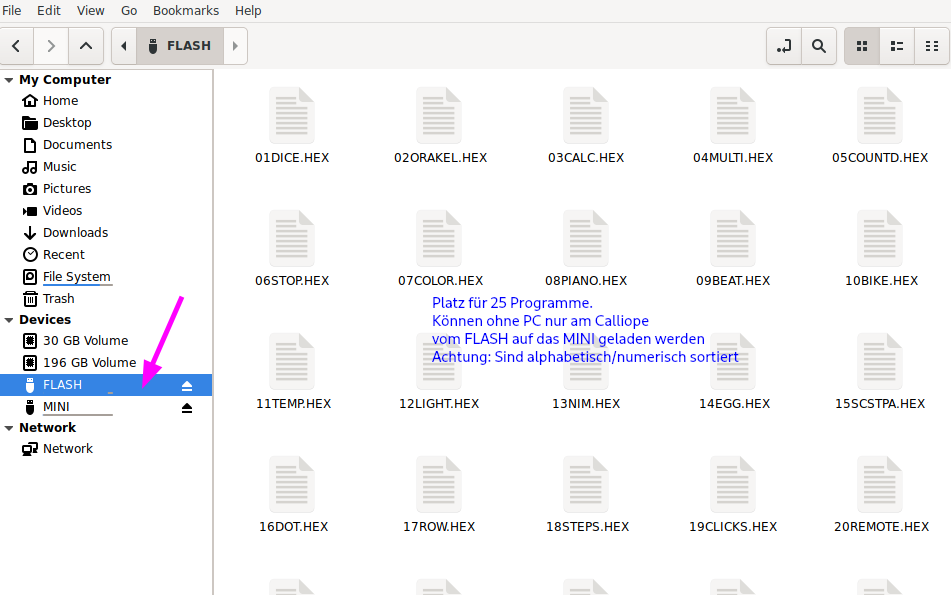 File Edit View Go Bookmarks Help
FLASH
My Computer
Home
Desktop
Documents
Music
Pictures
Videos
Downloads
Recent
File System
Trash
Devices
30 GB Volume
196 GB Volume
FLASH
MINI
Network
Network
01DICE.HEX 02ORAKEL.HEX 03CALC.HEX 04MULTI.HEX 05COUNTD.HEX
06STOP.HEX 07COLOR.HEX 08PIANO.HEX 09BEAT.HEX 10BIKE.HEX
Platz für 25 Programme.
Können ohne PC nur am Calliope
vom FLASH auf das MINI geladen werden
Achtung: Sind alphabetisch/numerisch sortiert
11TEMP.HEX 12LIGHT.HEX 13NIM.HEX 14EGG.HEX 15SCSTPA.HEX
16DOT.HEX 17ROW.HEX 18STEPS.HEX 19CLICKS.HEX 20REMOTE.HEX